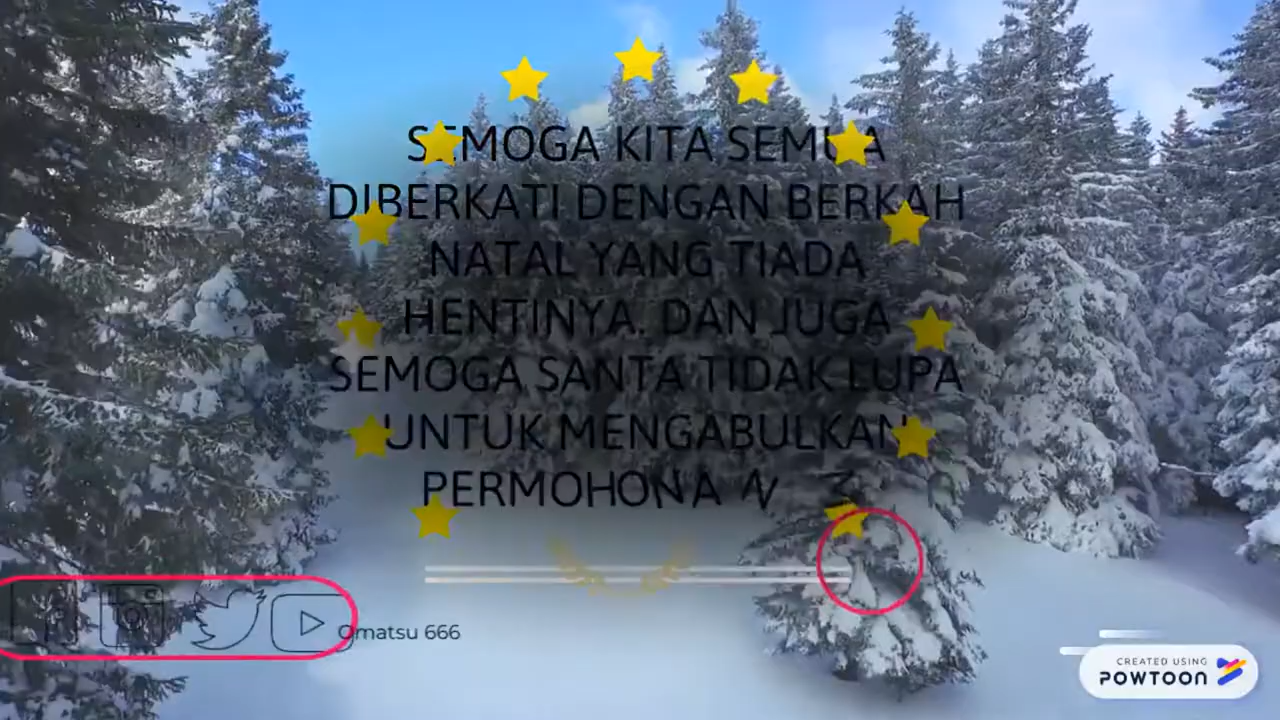 SEMOGA KITA SEMUA
DIBERKATI DENGAN BERKAH
NATAL YANG TIADA
HENTINYA. DAN JUGA
SEMOGA SANTA TIDAK LUPA
UNTUK MENGABULKAN
PERMOHONAN
Omatsu 666
CREATED USING
POWTOON